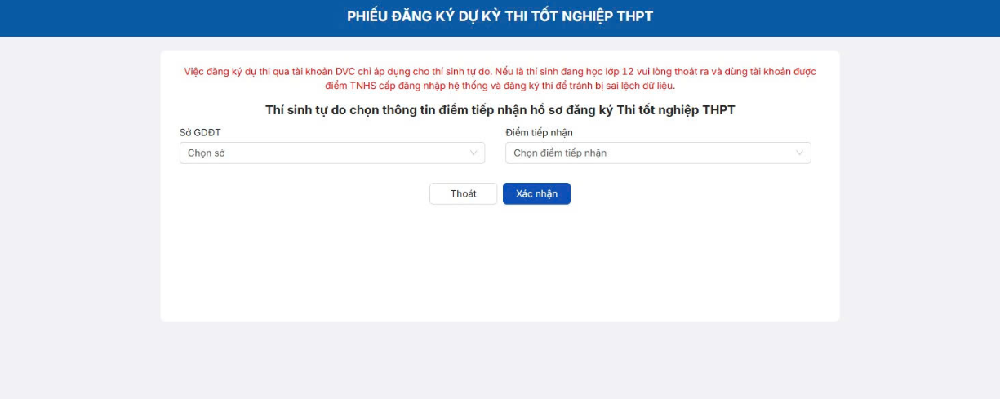 PHIẾU ĐĂNG KÝ DỰ KỲ THI TỐT NGHIỆP THPT
Việc đăng ký dự thi qua tài khoản DVC chỉ áp dụng cho thí sinh tự do. Nếu là thí sinh đang học lớp 12 vui lòng thoát ra và dùng tài khoản được
điểm TNHS cấp đăng nhập hệ thống và đăng ký thi để tránh bị sai lệch dữ liệu.
Thí sinh tự do chọn thông tin điểm tiếp nhận hồ sơ đăng ký Thi tốt nghiệp THPT
Sở GDĐT
Điểm tiếp nhận
Chọn sở
Chọn điểm tiếp nhận
Thoát
Xác nhận